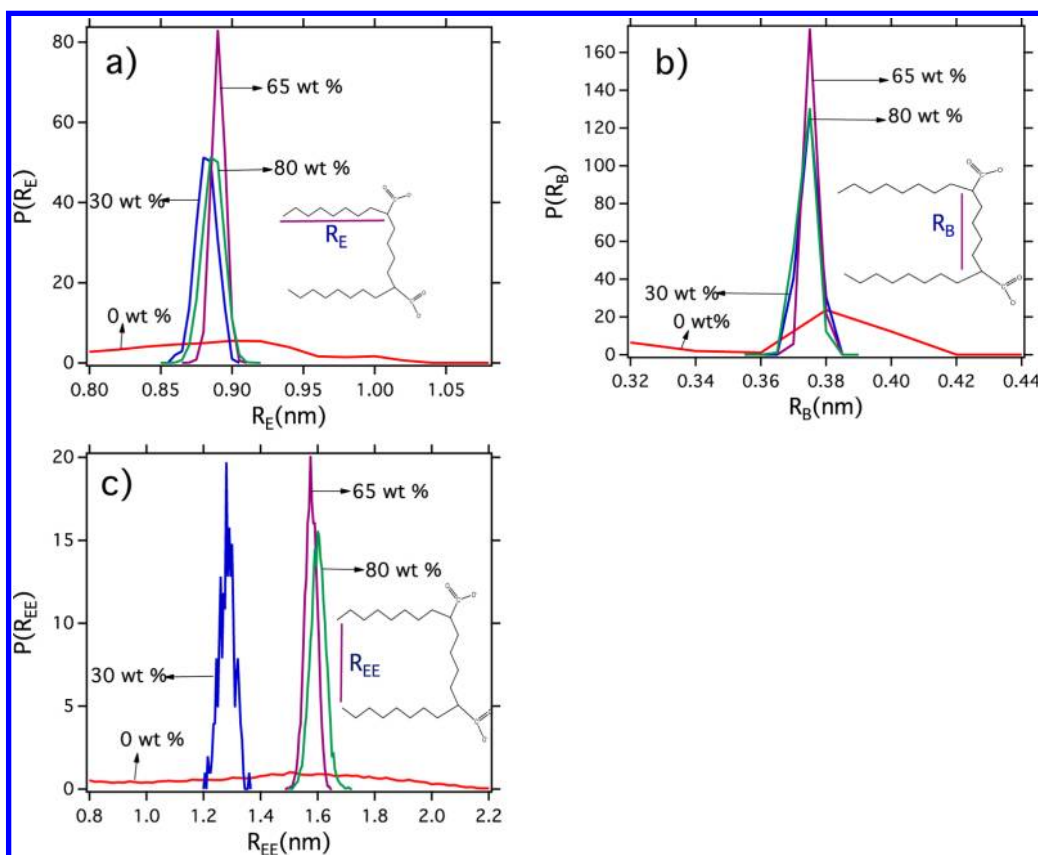 a)
P(R_E)
80
60
40
20
0
65 wt %
80 wt %
30 wt %
0 wt %
R_E
0.80 0.85 0.90 0.95 1.00 1.05
R_E(nm)
b)
P(R_B)
160
140
120
100
80
60
40
20
0
65 wt %
80 wt %
30 wt %
0 wt%
R_B
0.32 0.34 0.36 0.38 0.40 0.42 0.44
R_B(nm)
c)
P(R_EE)
20
15
10
5
0
65 wt %
80 wt %
30 wt %
0 wt %
R_EE
0.8 1.0 1.2 1.4 1.6 1.8 2.0 2.2
R_EE(nm)